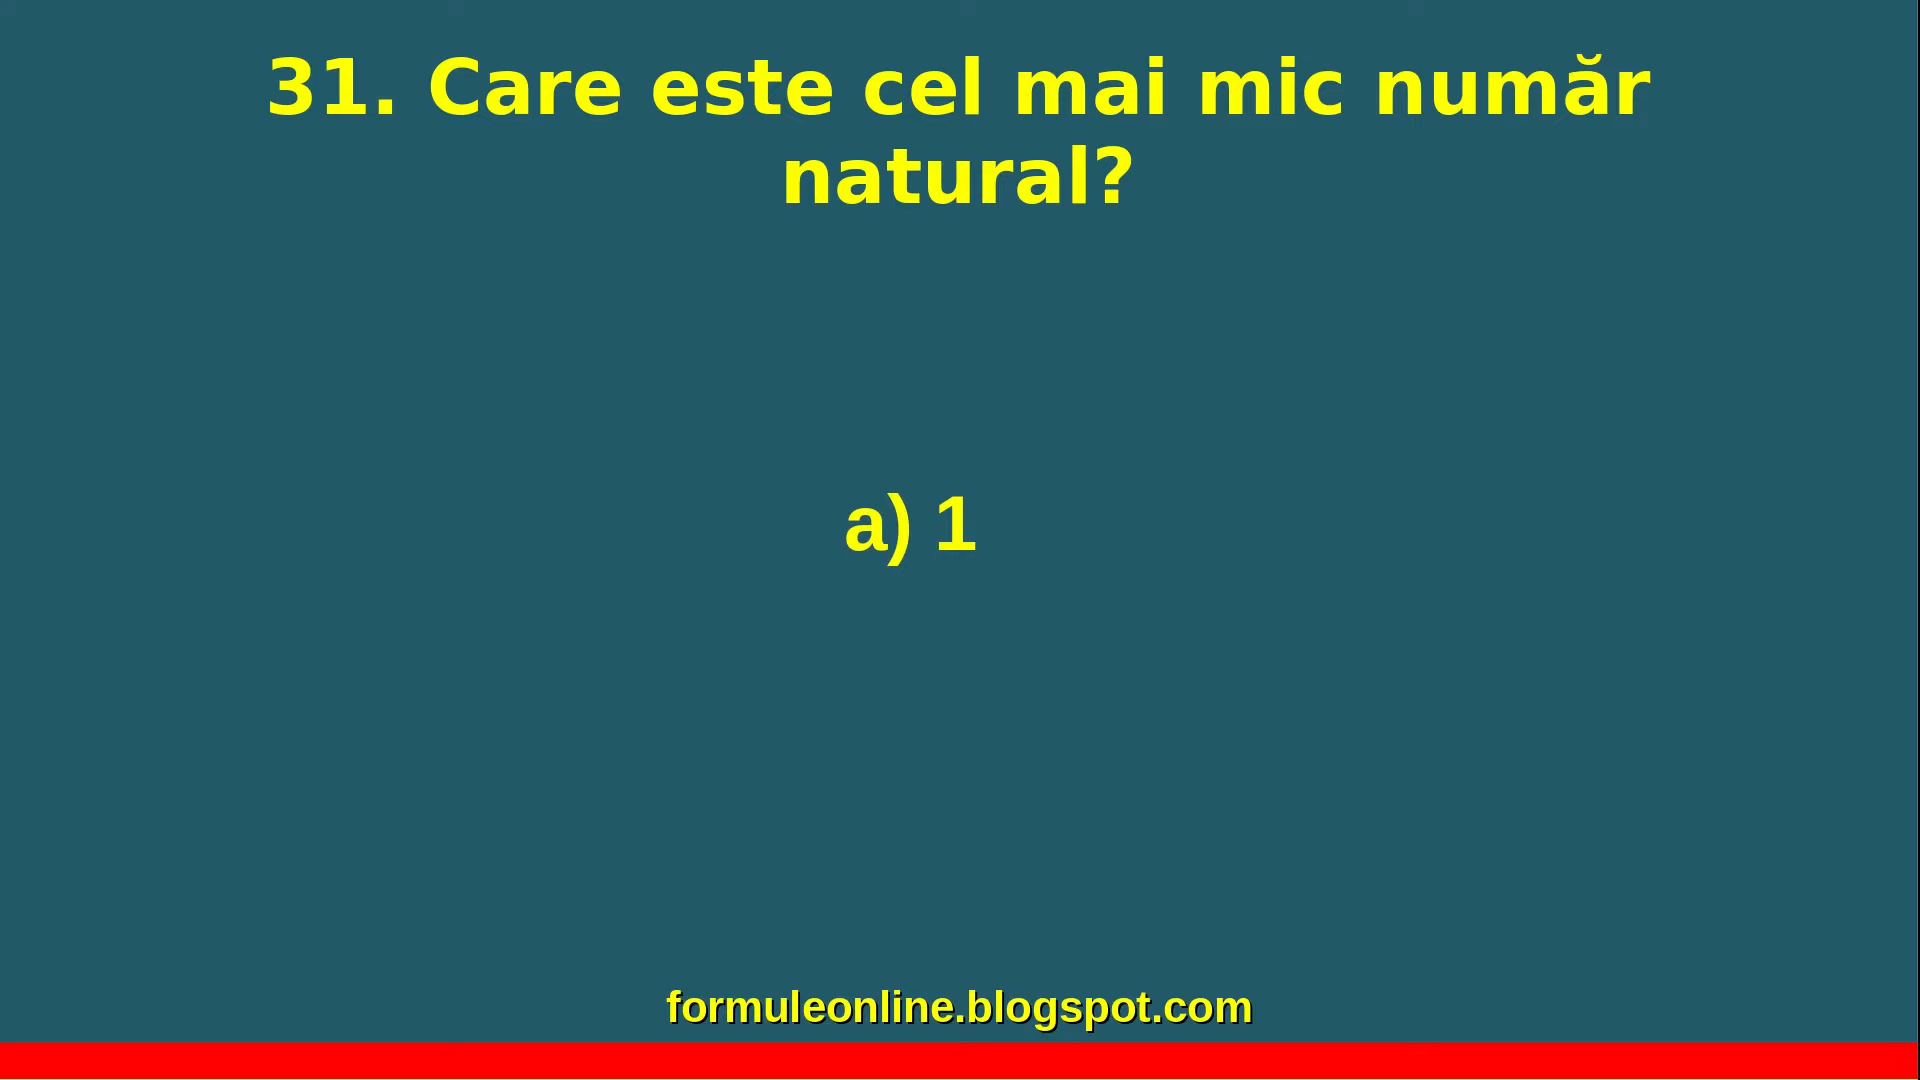 31. Care este cel mai mic număr
natural?
a) 1
formuleonline.blogspot.com